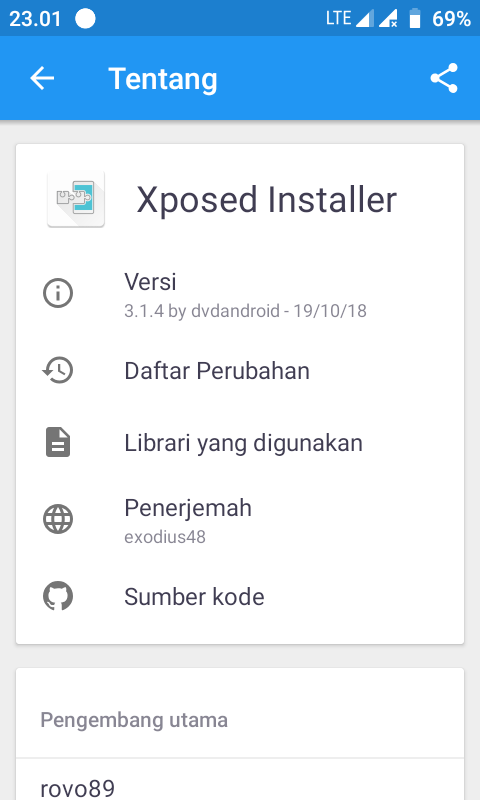 23.01 LTE 69%
Tentang
Xposed Installer
Versi
3.1.4 by dvdandroid - 19/10/18
Daftar Perubahan
Librari yang digunakan
Penerjemah
exodius48
Sumber kode
Pengembang utama
rovo89